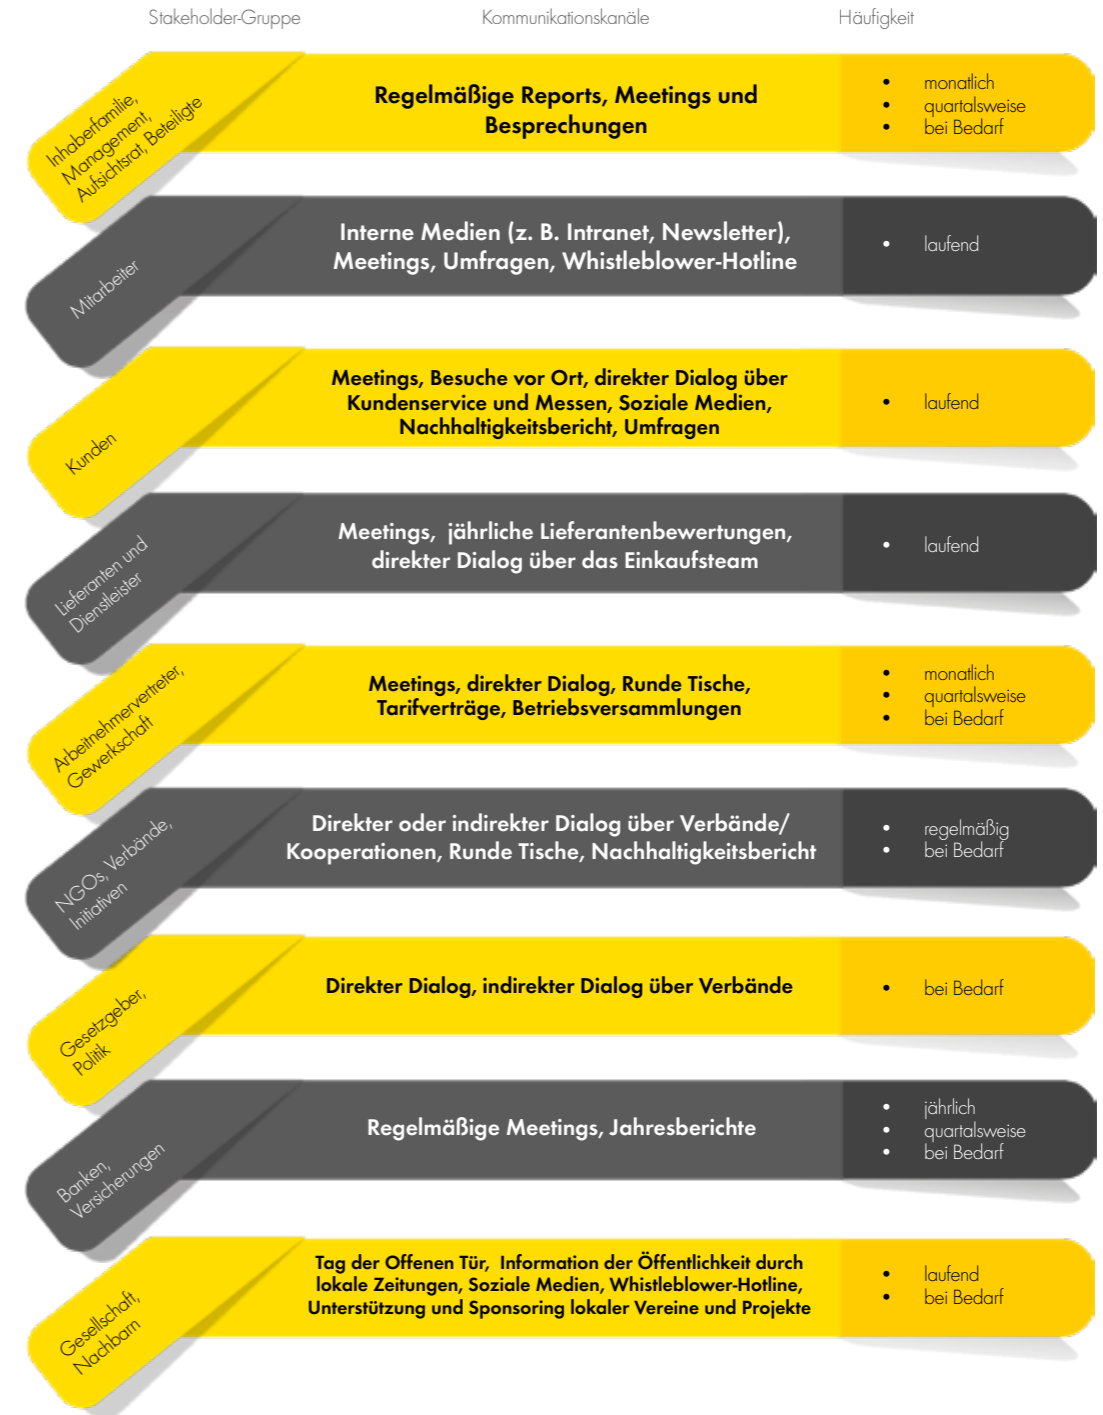 Stakeholder-Gruppe
Kommunikationskanäle
Häufigkeit
Inhaberfamilie,
Management,
Aufsichtsrat, Beteiligte
Regelmäßige Reports, Meetings und
Besprechungen
• monatlich
• quartalsweise
• bei Bedarf
Mitarbeiter
Interne Medien (z. B. Intranet, Newsletter),
Meetings, Umfragen, Whistleblower-Hotline
• laufend
Kunden
Meetings, Besuche vor Ort, direkter Dialog über
Kundenservice und Messen, Soziale Medien,
Nachhaltigkeitsbericht, Umfragen
• laufend
Lieferanten und
Dienstleister
Meetings, jährliche Lieferantenbewertungen,
direkter Dialog über das Einkaufsteam
• laufend
Arbeitnehmervertreter,
Gewerkschaft
Meetings, direkter Dialog, Runde Tische,
Tarifverträge, Betriebsversammlungen
• monatlich
• quartalsweise
• bei Bedarf
NGOs, Verbände,
Initiativen
Direkter oder indirekter Dialog über Verbände/
Kooperationen, Runde Tische, Nachhaltigkeitsbericht
• regelmäßig
• bei Bedarf
Gesetzgeber,
Politik
Direkter Dialog, indirekter Dialog über Verbände
• bei Bedarf
Banken,
Versicherungen
Regelmäßige Meetings, Jahresberichte
• jährlich
• quartalsweise
• bei Bedarf
Gesellschaft,
Nachbarn
Tag der Offenen Tür, Information der Öffentlichkeit durch
lokale Zeitungen, Soziale Medien, Whistleblower-Hotline,
Unterstützung und Sponsoring lokaler Vereine und Projekte
• laufend
• bei Bedarf